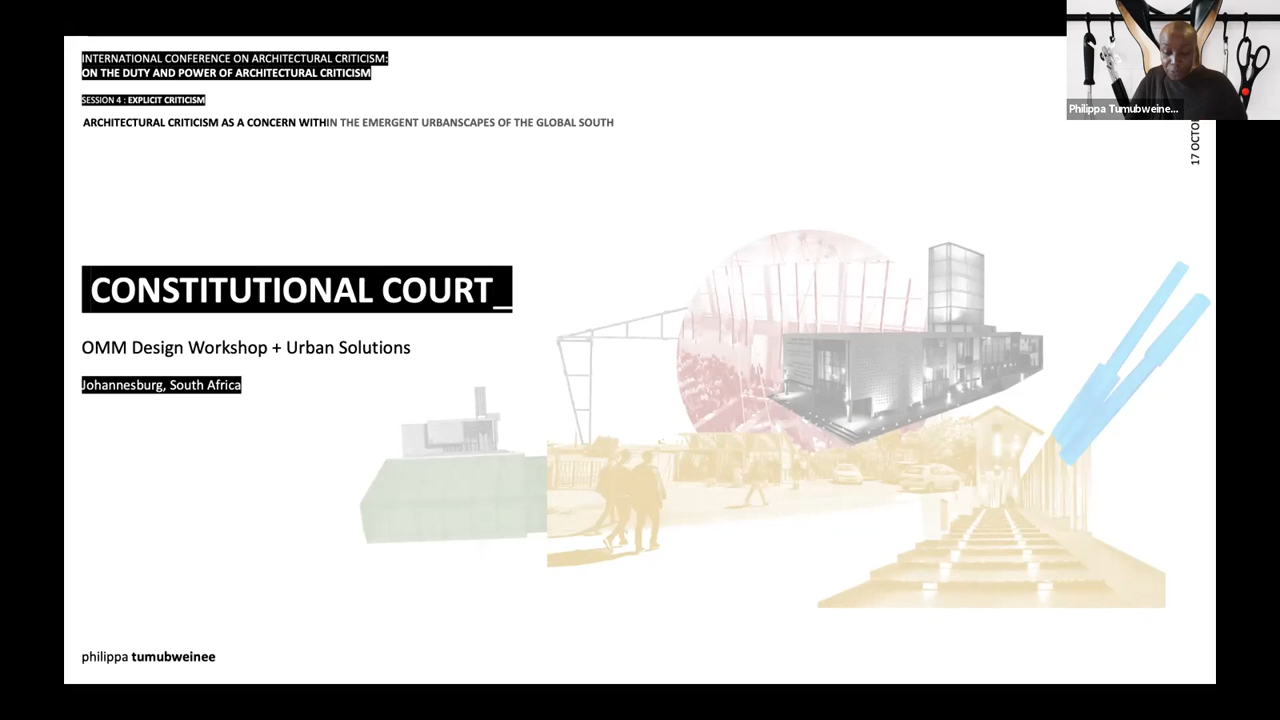 INTERNATIONAL CONFERENCE ON ARCHITECTURAL CRITICISM:
ON THE DUTY AND POWER OF ARCHITECTURAL CRITICISM
SESSION 4 : EXPLICIT CRITICISM
ARCHITECTURAL CRITICISM AS A CONCERN WITHIN THE EMERGENT URBANSCAPES OF THE GLOBAL SOUTH
Philippa Tumubweine...
17 OCTO
CONSTITUTIONAL COURT_
OMM Design Workshop + Urban Solutions
Johannesburg, South Africa
philippa tumubweinee